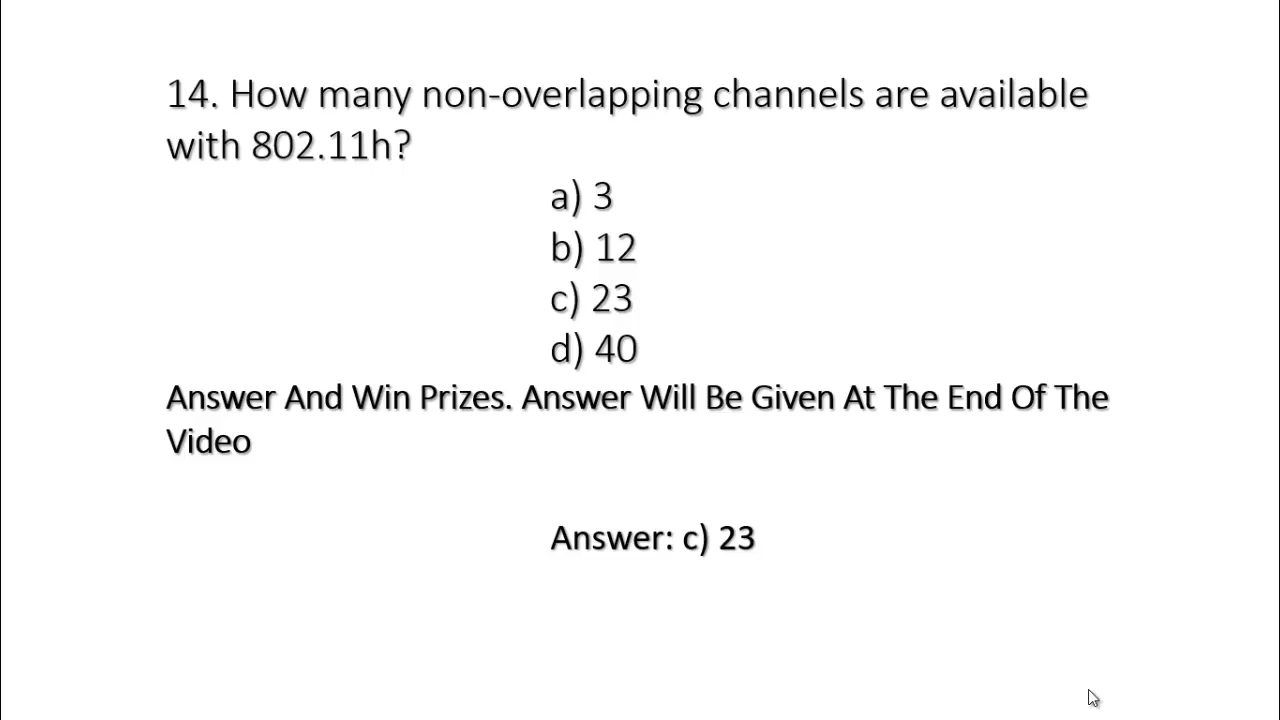 14. How many non-overlapping channels are available
with 802.11h?
a) 3
b) 12
c) 23
d) 40
Answer And Win Prizes. Answer Will Be Given At The End Of The
Video
Answer: c) 23